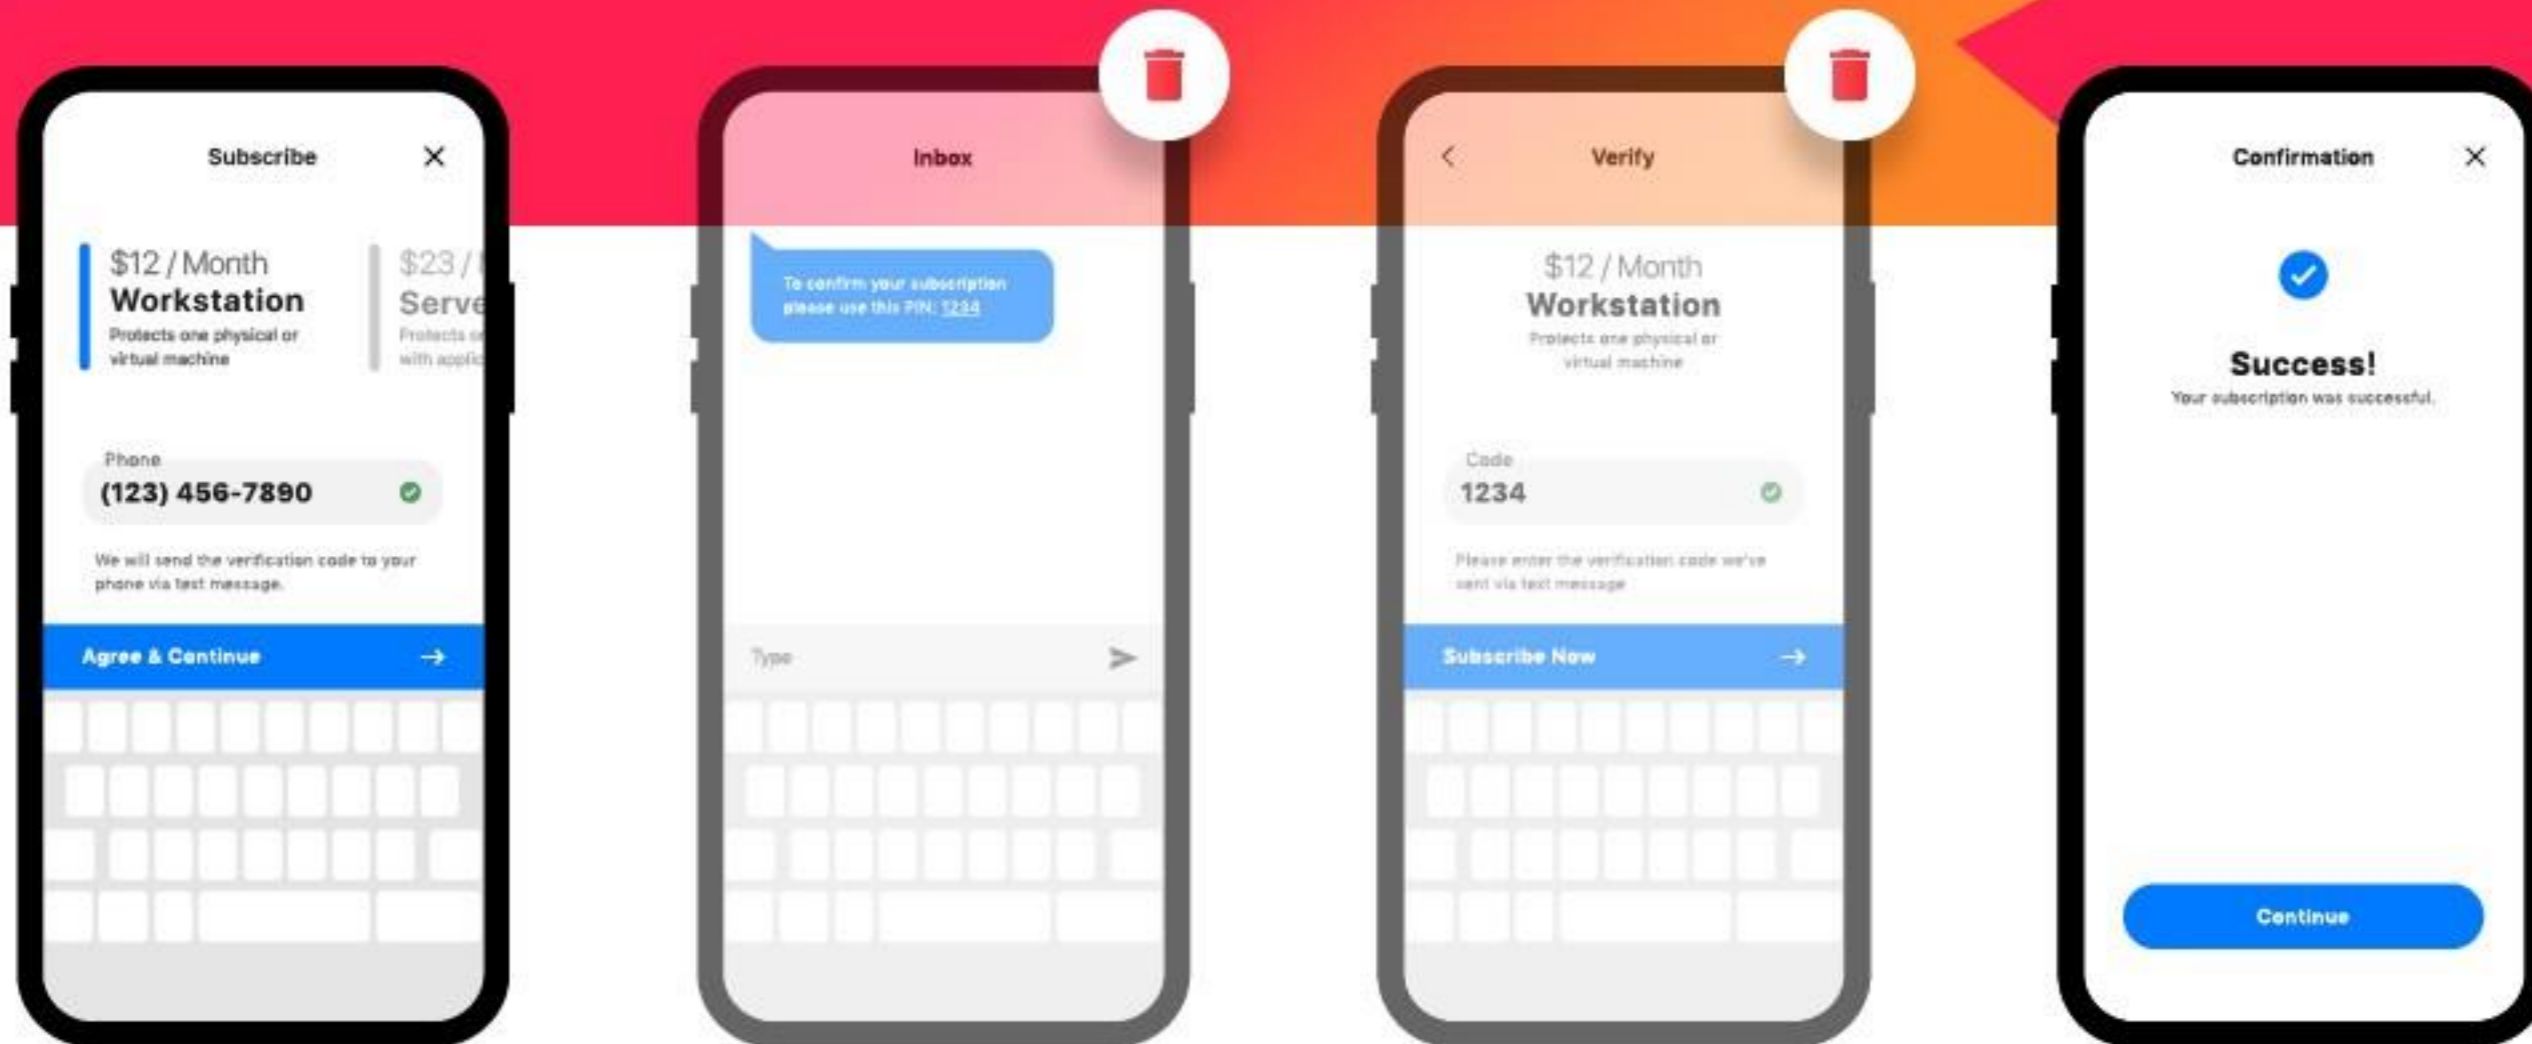 Subscribe
$12 / Month
Workstation
Protects one physical or
virtual machine
$23 /
Serve
Protects
with applic
Phone
(123) 456-7890
We will send the verification code to your
phone via text message.
Agree & Continue
Inbox
To confirm your subscription
please use this PIN: 1234
Type
Verify
$12 / Month
Workstation
Protects one physical or
virtual machine
Code
1234
Please enter the verification code we've
sent via text message
Subscribe Now
Confirmation
Success!
Your subscription was successful.
Continue